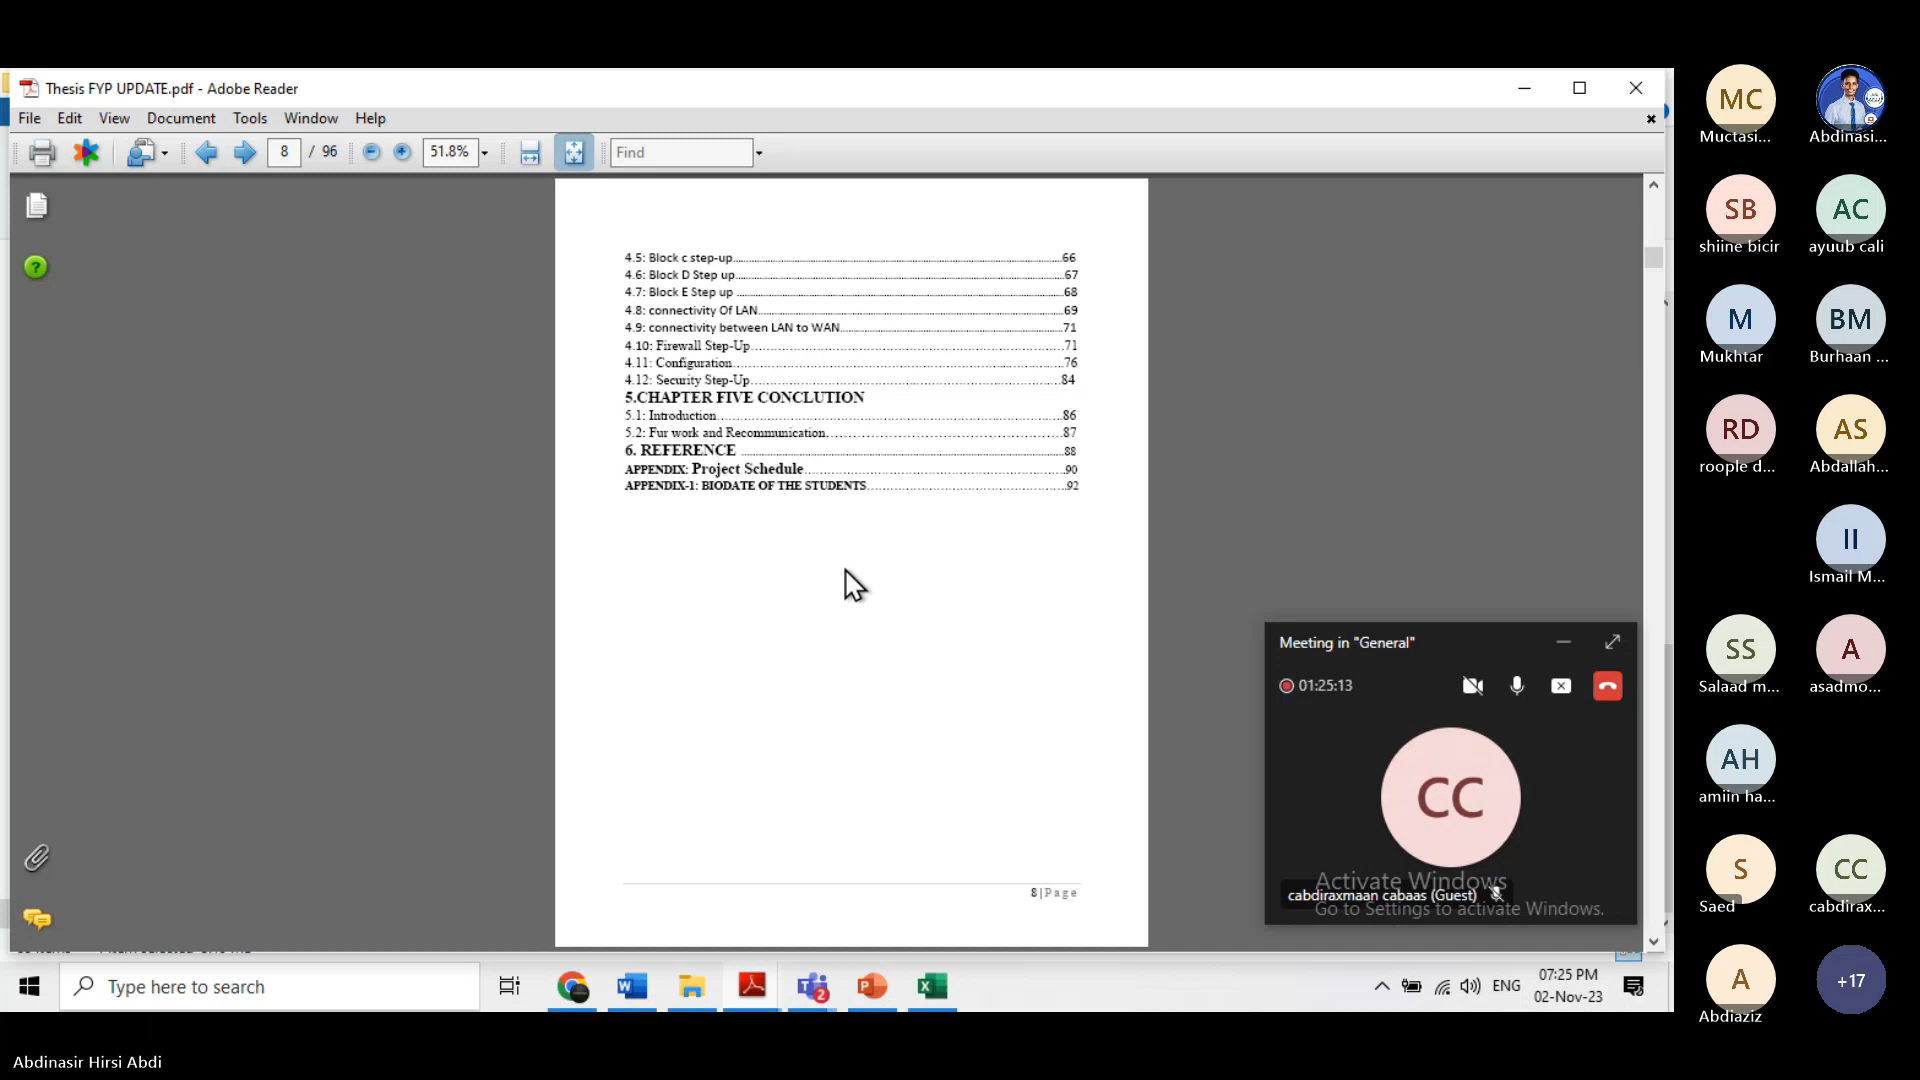 Thesis FYP UPDATE.pdf - Adobe Reader
File Edit View Document Tools Window Help
8 / 96 51.8% Find
4.5: Block c step-up 66
4.6: Block D Step up 67
4.7: Block E Step up 68
4.8: connectivity Of LAN 69
4.9: connectivity between LAN to WAN 71
4.10: Firewall Step-Up 71
4.11: Configuration 76
4.12: Security Step-Up 84
5.CHAPTER FIVE CONCLUTION
5.1: Introduction 86
5.2: Fur work and Recommunication 87
6. REFERENCE 88
APPENDIX: Project Schedule 90
APPENDIX-1: BIODATE OF THE STUDENTS 92
8|Page
Meeting in "General"
01:25:13
CC
cabdiraxmaan cabaas (Guest)
Activate Windows
Go to Settings to activate Windows.
Type here to search
2
ENG
07:25 PM
02-Nov-23
MC
Muctasi...
Abdinasi...
SB
shiine bicir
AC
ayuub cali
M
Mukhtar
BM
Burhaan ...
RD
roople d...
AS
Abdallah...
II
Ismail M...
SS
Salaad m...
A
asadmo...
AH
amiin ha...
S
Saed
CC
cabdirax...
A
Abdiaziz
+17
Abdinasir Hirsi Abdi